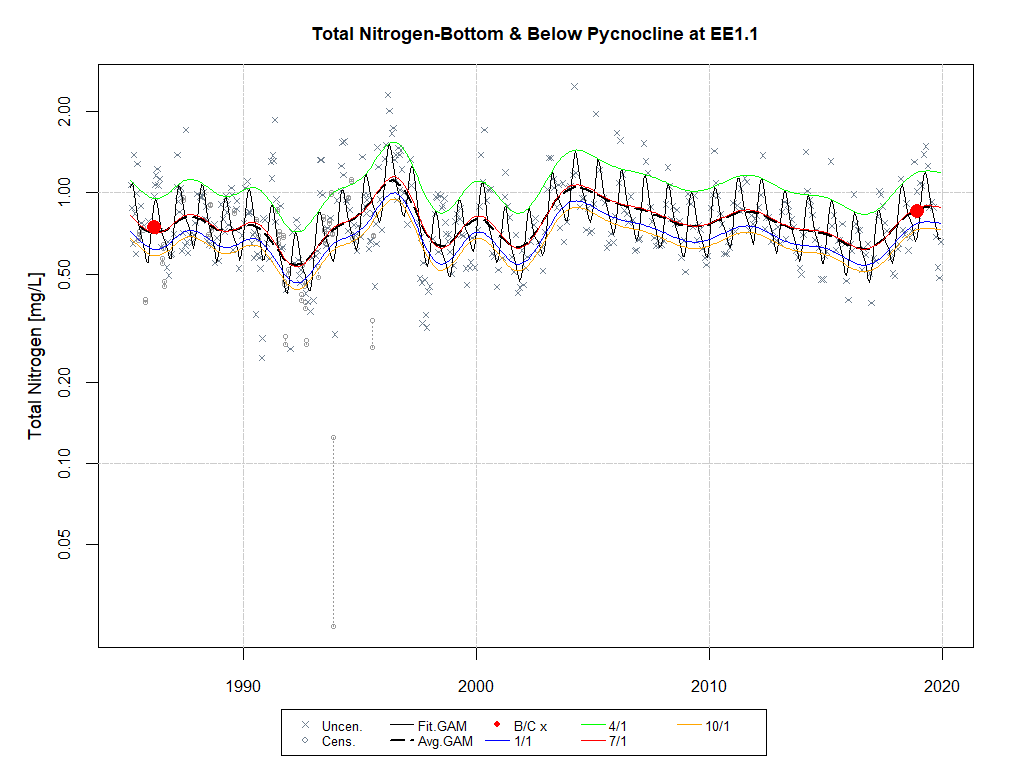 Total Nitrogen-Bottom & Below Pycnocline at EE1.1
Total Nitrogen [mg/L]
2.00
1.00
0.50
0.20
0.10
0.05
1990 2000 2010 2020
Uncen. Fit.GAM B/C x 4/1 10/1
Cens. Avg.GAM 1/1 7/1